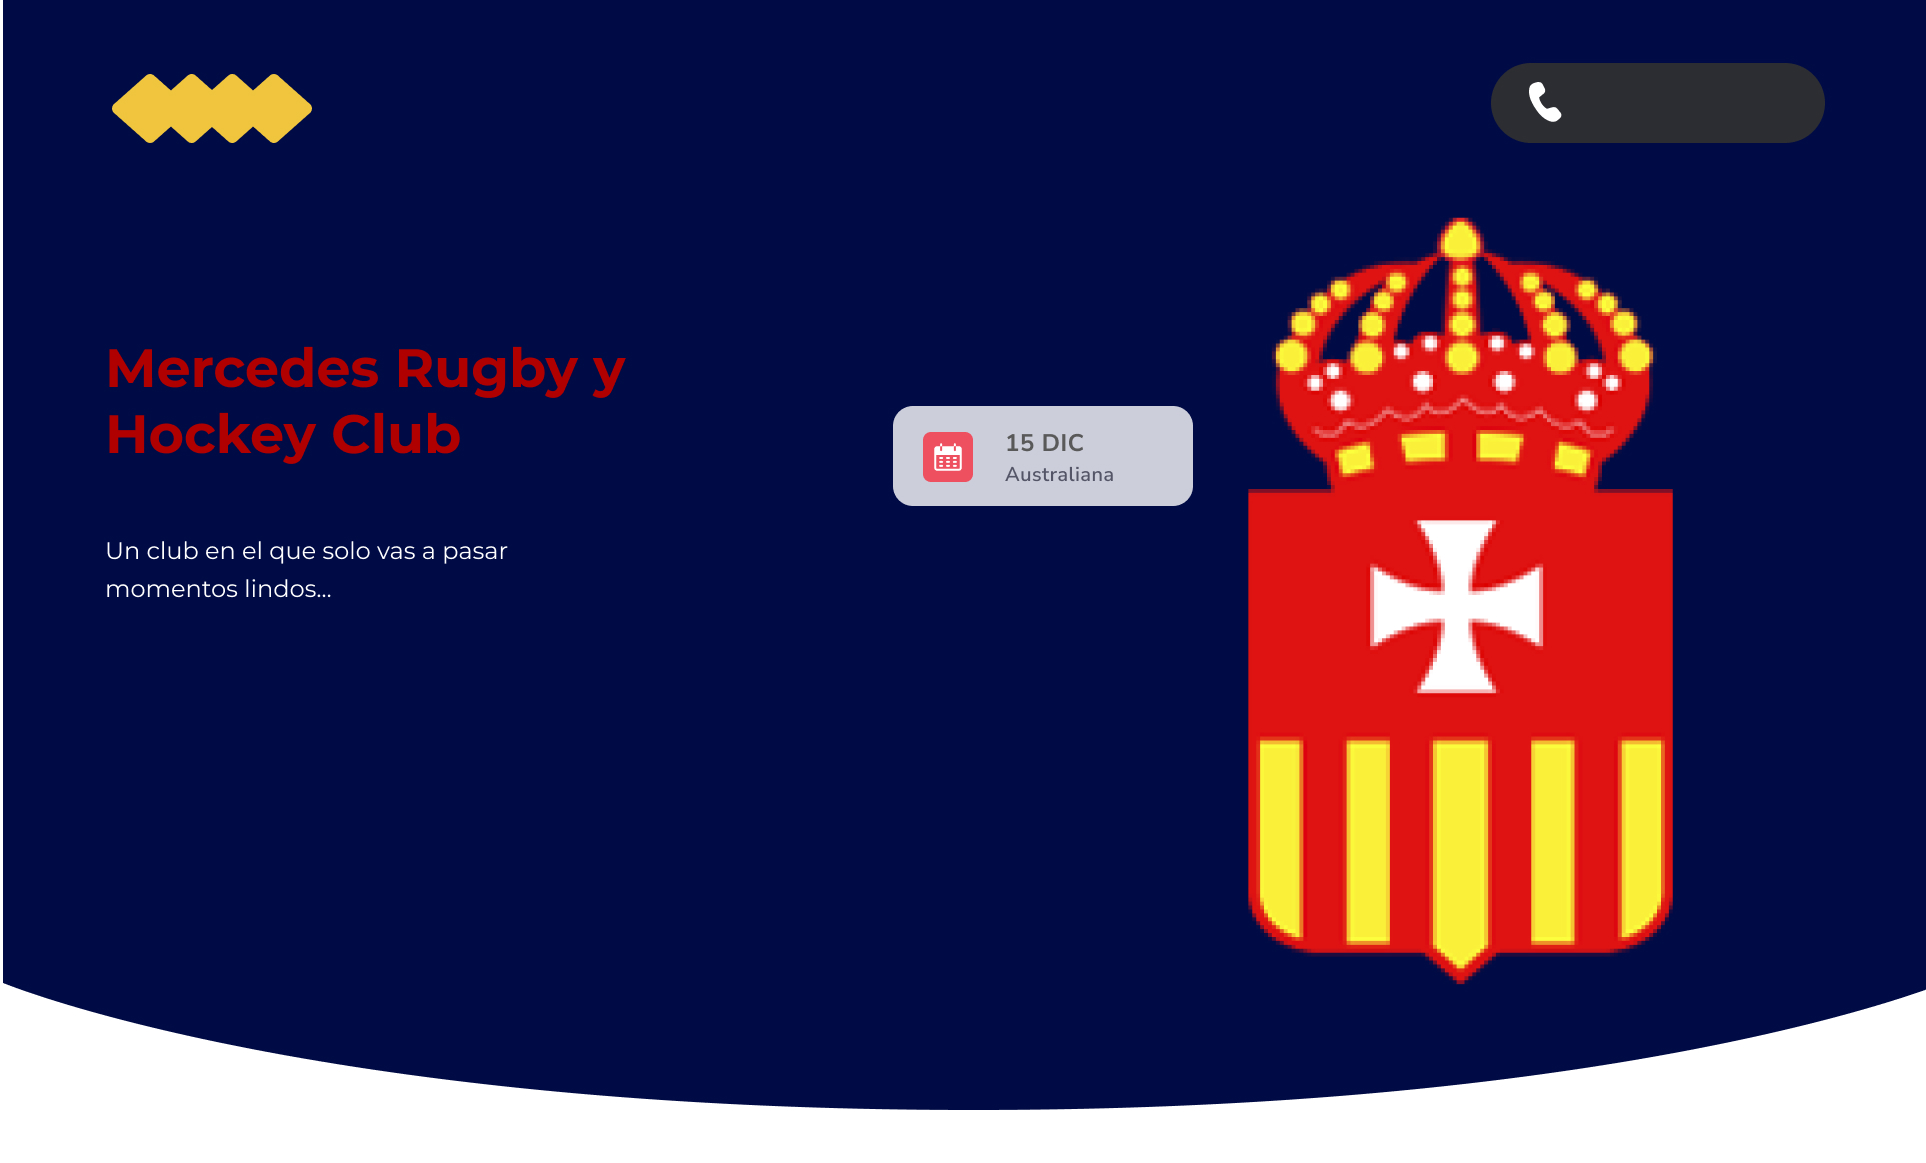 Mercedes Rugby y
Hockey Club
15 DIC
Australiana
Un club en el que solo vas a pasar
momentos lindos...